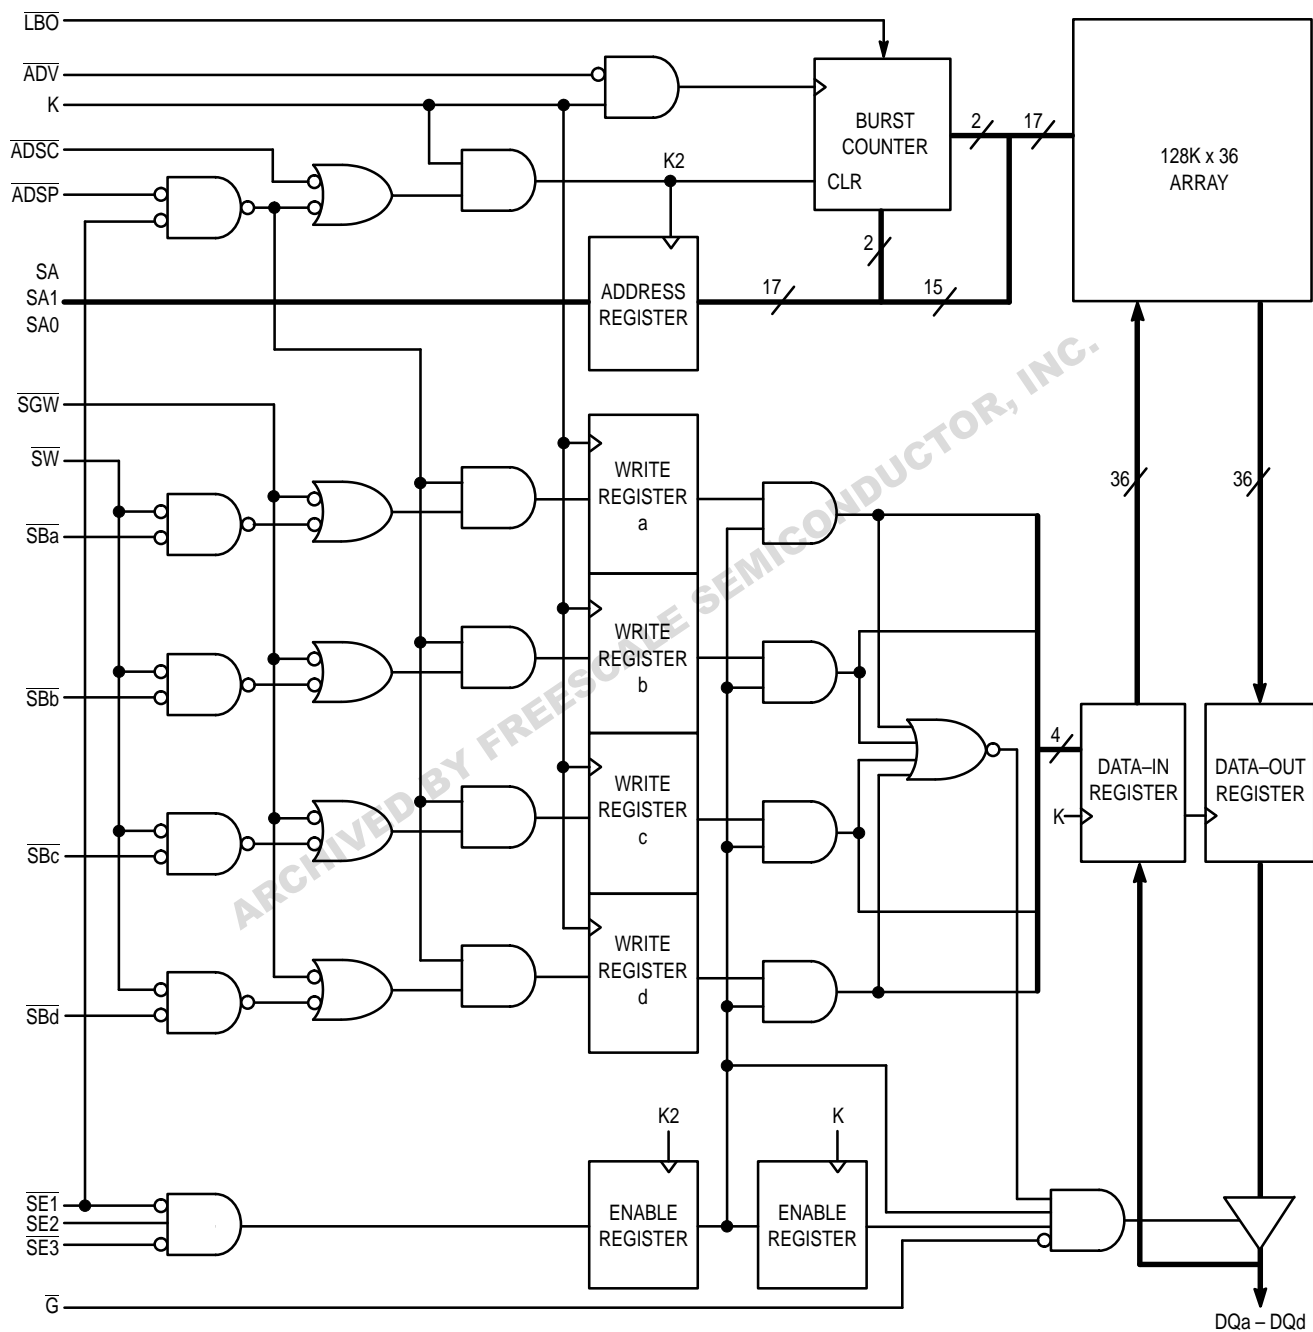 LBO
ADV
K
ADSC
ADSP
K2
BURST
COUNTER
CLR
2
17
128K x 36
ARRAY
2
SA
SA1
SA0
ADDRESS
REGISTER
17
15
SGW
SW
SBa
SBb
SBc
SBd
WRITE
REGISTER
a
WRITE
REGISTER
b
WRITE
REGISTER
c
WRITE
REGISTER
d
36
36
4
DATA–IN
REGISTER
K
DATA–OUT
REGISTER
ARCHIVED BY FREESCALE SEMICONDUCTOR, INC.
K2
K
SE1
SE2
SE3
ENABLE
REGISTER
ENABLE
REGISTER
G
DQa – DQd